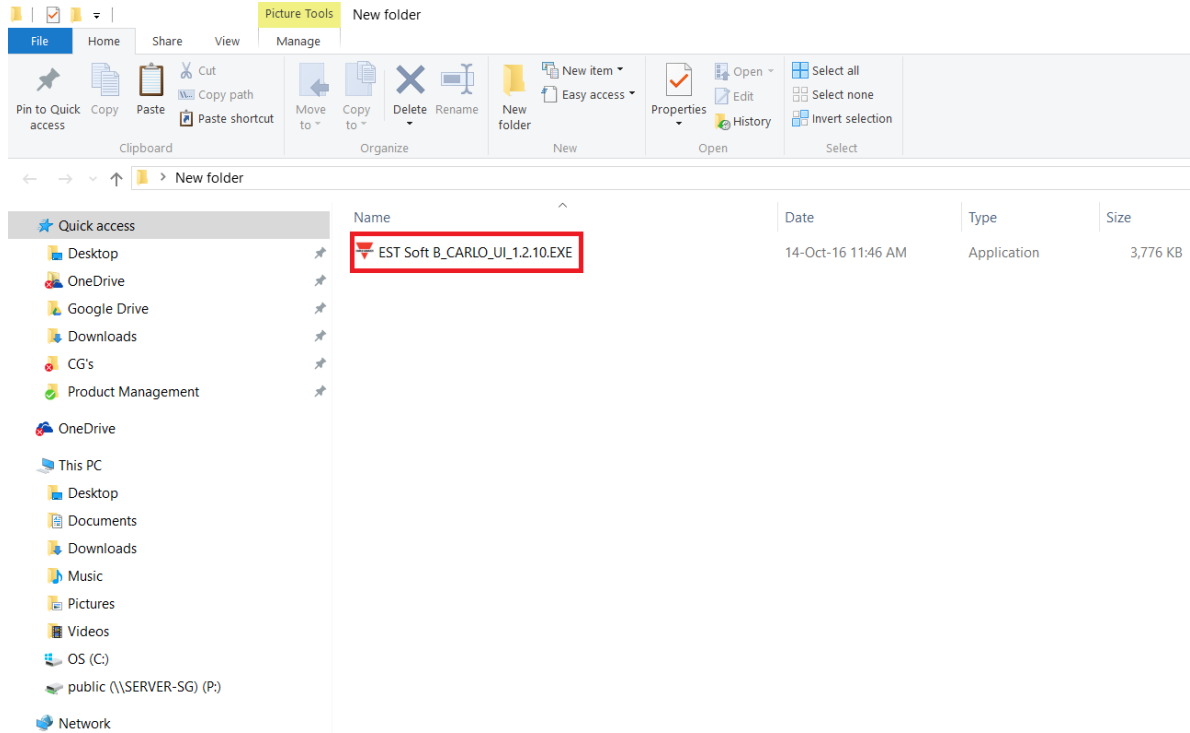 Picture Tools New folder
File Home Share View Manage
Pin to Quick access
Copy
Paste
Cut
Copy path
Paste shortcut
Clipboard
Move to
Copy to
Delete
Rename
Organize
New folder
New item
Easy access
New
Properties
Open
Edit
History
Open
Select all
Select none
Invert selection
Select
New folder
Name Date Type Size
EST Soft B_CARLO_UI_1.2.10.EXE 14-Oct-16 11:46 AM Application 3,776 KB
Quick access
Desktop
OneDrive
Google Drive
Downloads
CG's
Product Management
OneDrive
This PC
Desktop
Documents
Downloads
Music
Pictures
Videos
OS (C:)
public (\\SERVER-SG) (P:)
Network